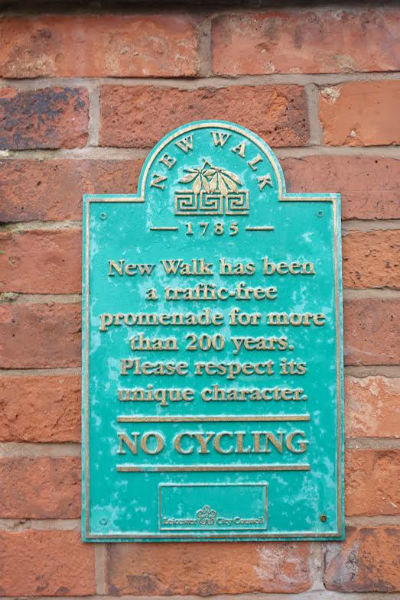 NEW WALK
1785
New Walk has been
a traffic-free
promenade for more
than 200 years.
Please respect its
unique character.
NO CYCLING
Leicester City Council